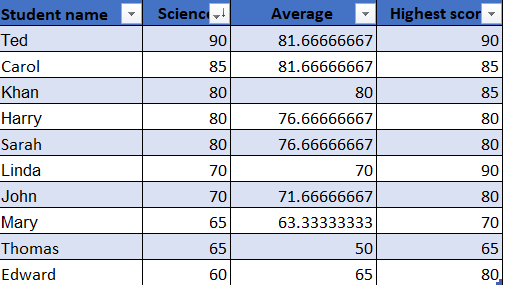 Student name Science Average Highest scor
Ted 90 81.66666667 90
Carol 85 81.66666667 85
Khan 80 80 85
Harry 80 76.66666667 80
Sarah 80 76.66666667 80
Linda 70 70 90
John 70 71.66666667 80
Mary 65 63.33333333 70
Thomas 65 50 65
Edward 60 65 80